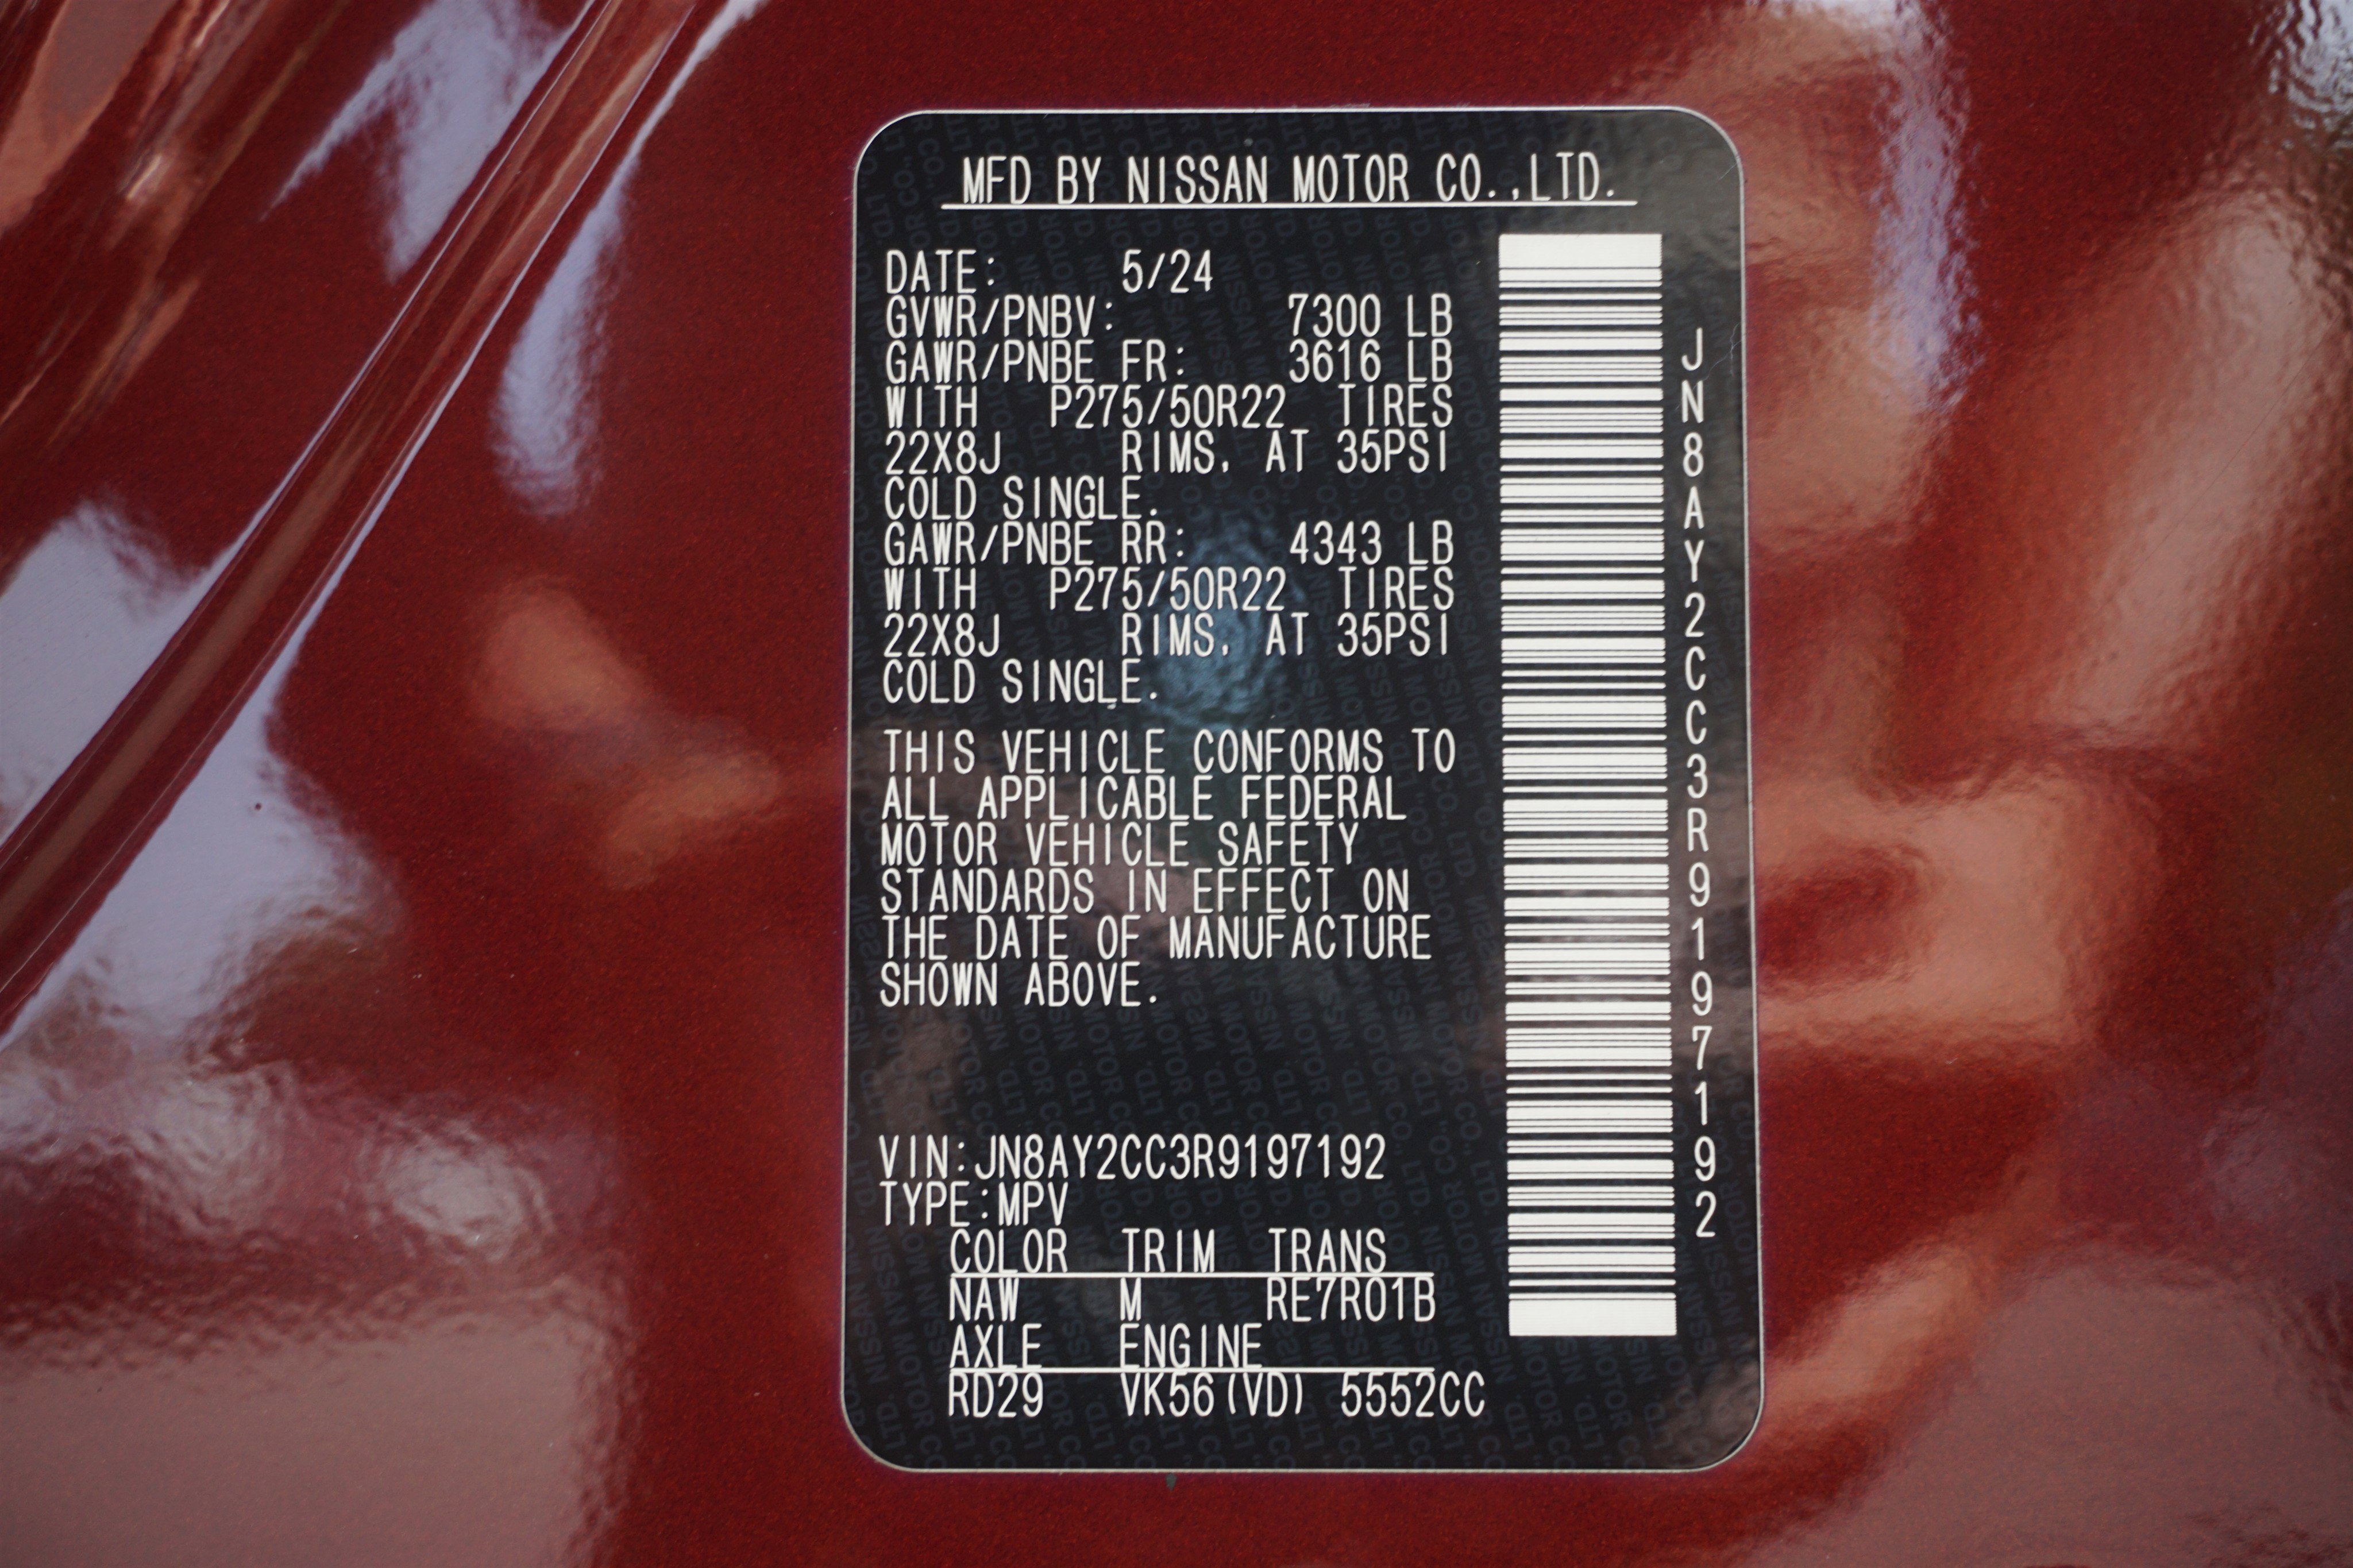 MFD BY NISSAN MOTOR CO.,LTD.
DATE: 5/24
GVWR/PNBV: 7300 LB
GAWR/PNBE FR: 3616 LB
WITH P275/50R22 TIRES
22X8J RIMS, AT 35PSI
COLD SINGLE.
GAWR/PNBE RR: 4343 LB
WITH P275/50R22 TIRES
22X8J RIMS, AT 35PSI
COLD SINGLE.
THIS VEHICLE CONFORMS TO
ALL APPLICABLE FEDERAL
MOTOR VEHICLE SAFETY
STANDARDS IN EFFECT ON
THE DATE OF MANUFACTURE
SHOWN ABOVE.
VIN:JN8AY2CC3R9197192
TYPE:MPV
COLOR TRIM TRANS
NAW M RE7R01B
AXLE ENGINE
RD29 VK56(VD) 5552CC
JN8AY2CC3R9197192